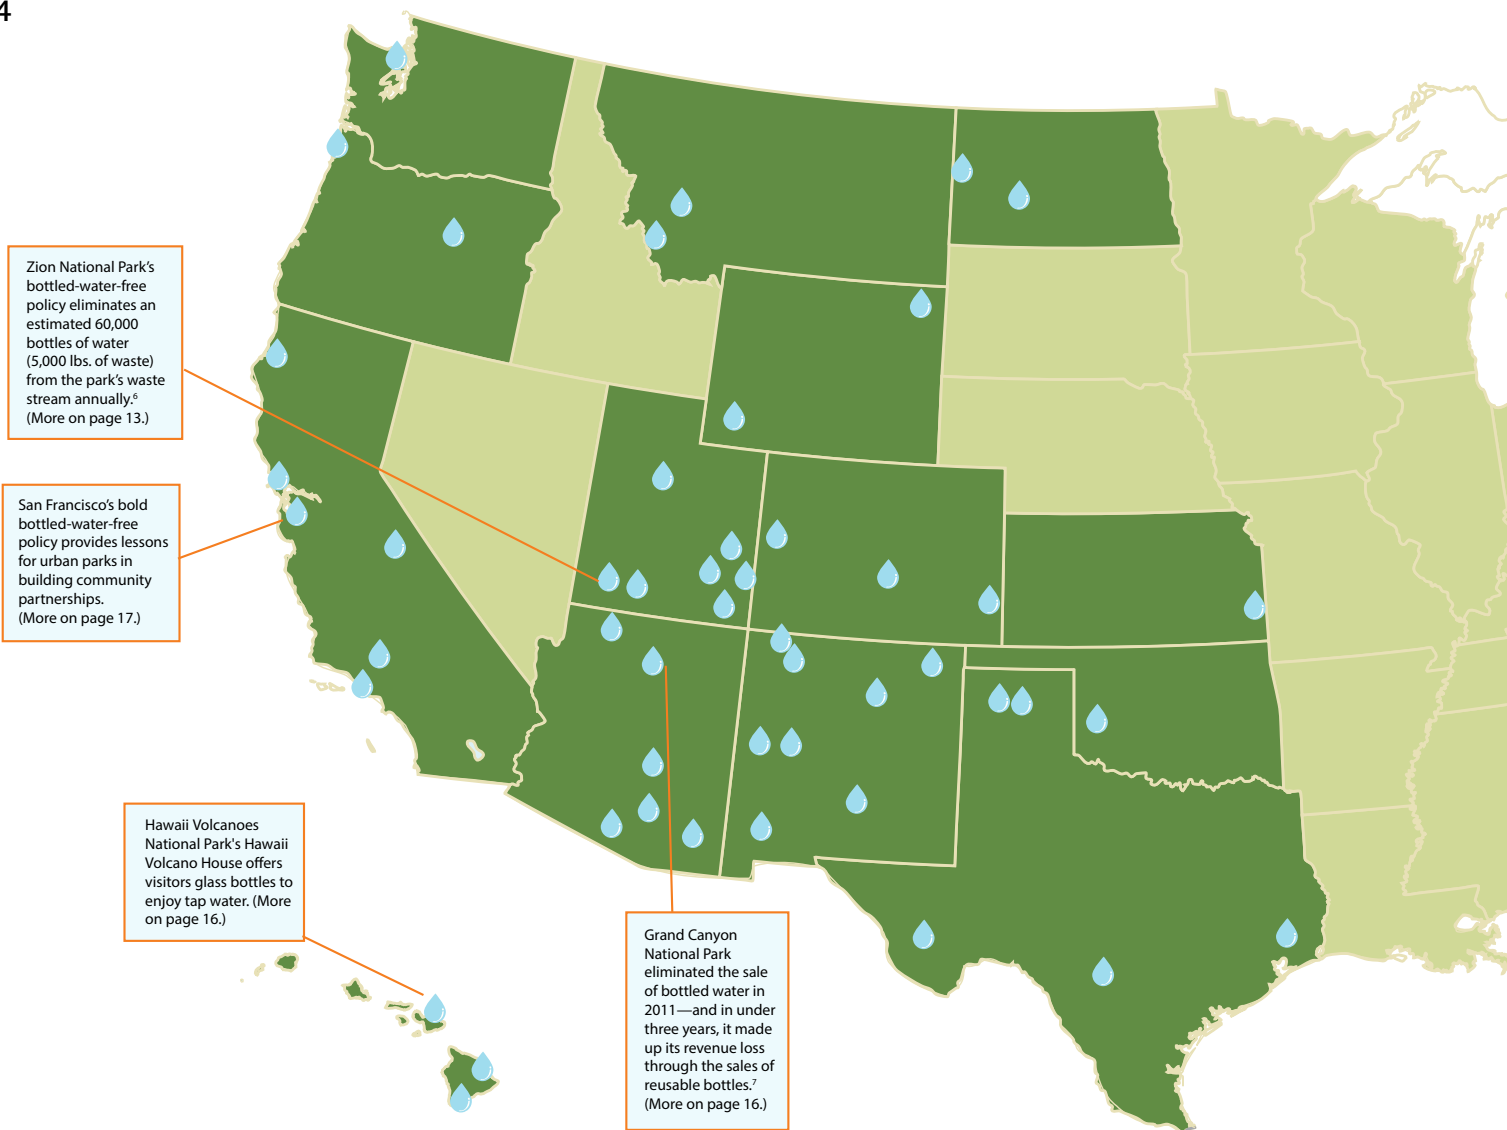 4
Zion National Park's
bottled-water-free
policy eliminates an
estimated 60,000
bottles of water
(5,000 lbs. of waste)
from the park's waste
stream annually.⁶
(More on page 13.)
San Francisco's bold
bottled-water-free
policy provides lessons
for urban parks in
building community
partnerships.
(More on page 17.)
Hawaii Volcanoes
National Park's Hawaii
Volcano House offers
visitors glass bottles to
enjoy tap water. (More
on page 16.)
Grand Canyon
National Park
eliminated the sale
of bottled water in
2011—and in under
three years, it made
up its revenue loss
through the sales of
reusable bottles.⁷
(More on page 16.)